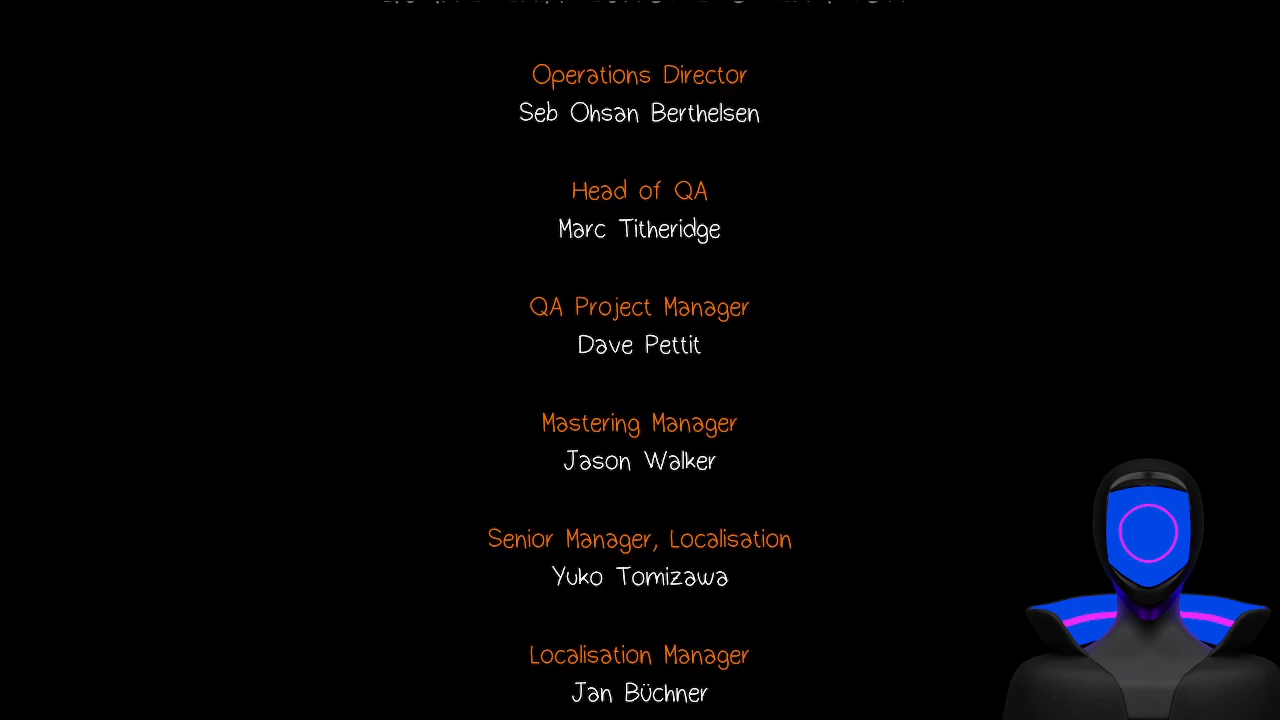 Operations Director
Seb Ohsan Berthelsen
Head of QA
Marc Titheridge
QA Project Manager
Dave Pettit
Mastering Manager
Jason Walker
Senior Manager, Localisation
Yuko Tomizawa
Localisation Manager
Jan Büchner